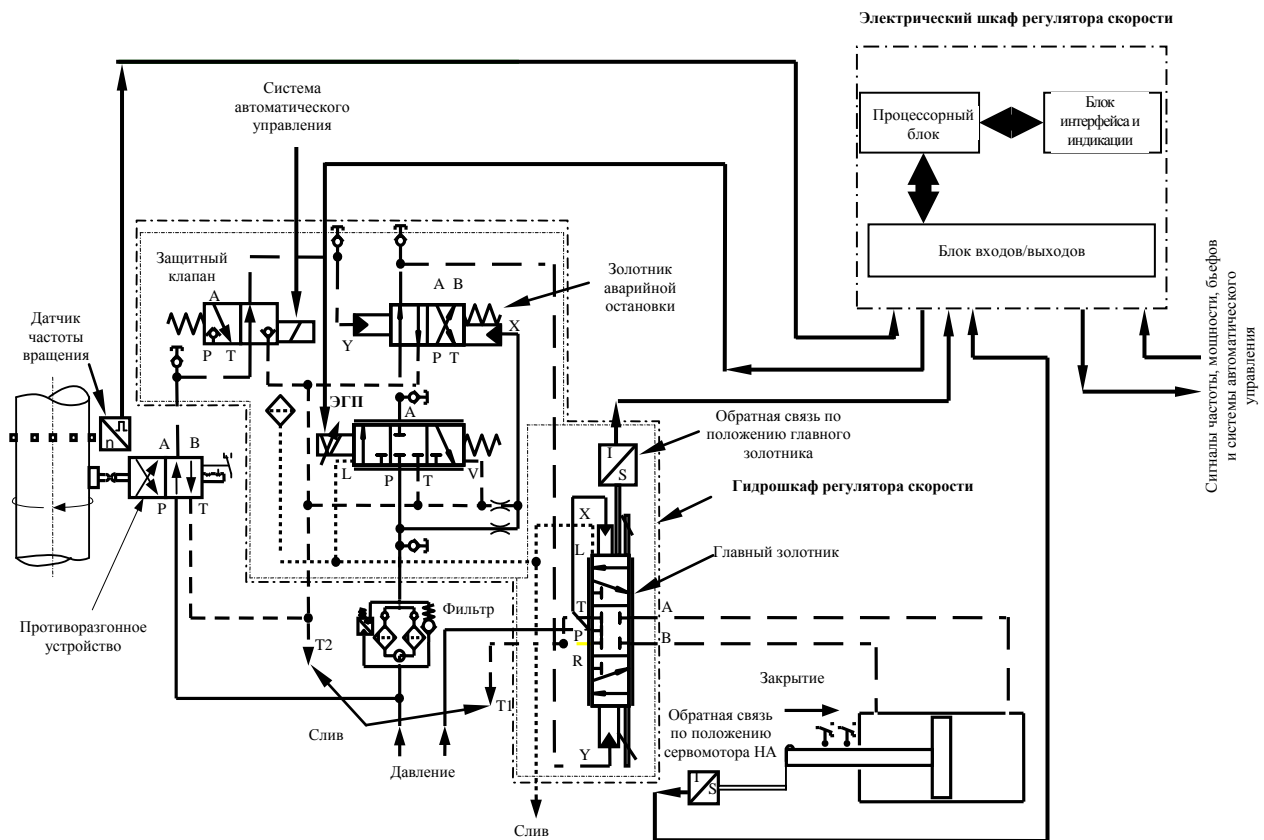 Электрический шкаф регулятора скорости
Система
автоматического
управления
Процессорный
блок
Блок
интерфейса и
индикации
Блок входов/выходов
Сигналы частоты, мощности, бьефов
и системы автоматического
управления
Защитный
клапан
A
P T
Датчик
частоты
вращения
n
A B
P T
A B
X
Y
P T
Золотник
аварийной
остановки
ЭГП
A
L P T V
Обратная связь по
положению главного
золотника
I
S
Гидрошкаф регулятора скорости
X
L
T
P
R
Y
A
B
Главный золотник
Фильтр
Противоразгонное
устройство
T2
T1
Слив
Давление
Слив
Закрытие
Обратная связь
по положению
сервомотора НА
I
S